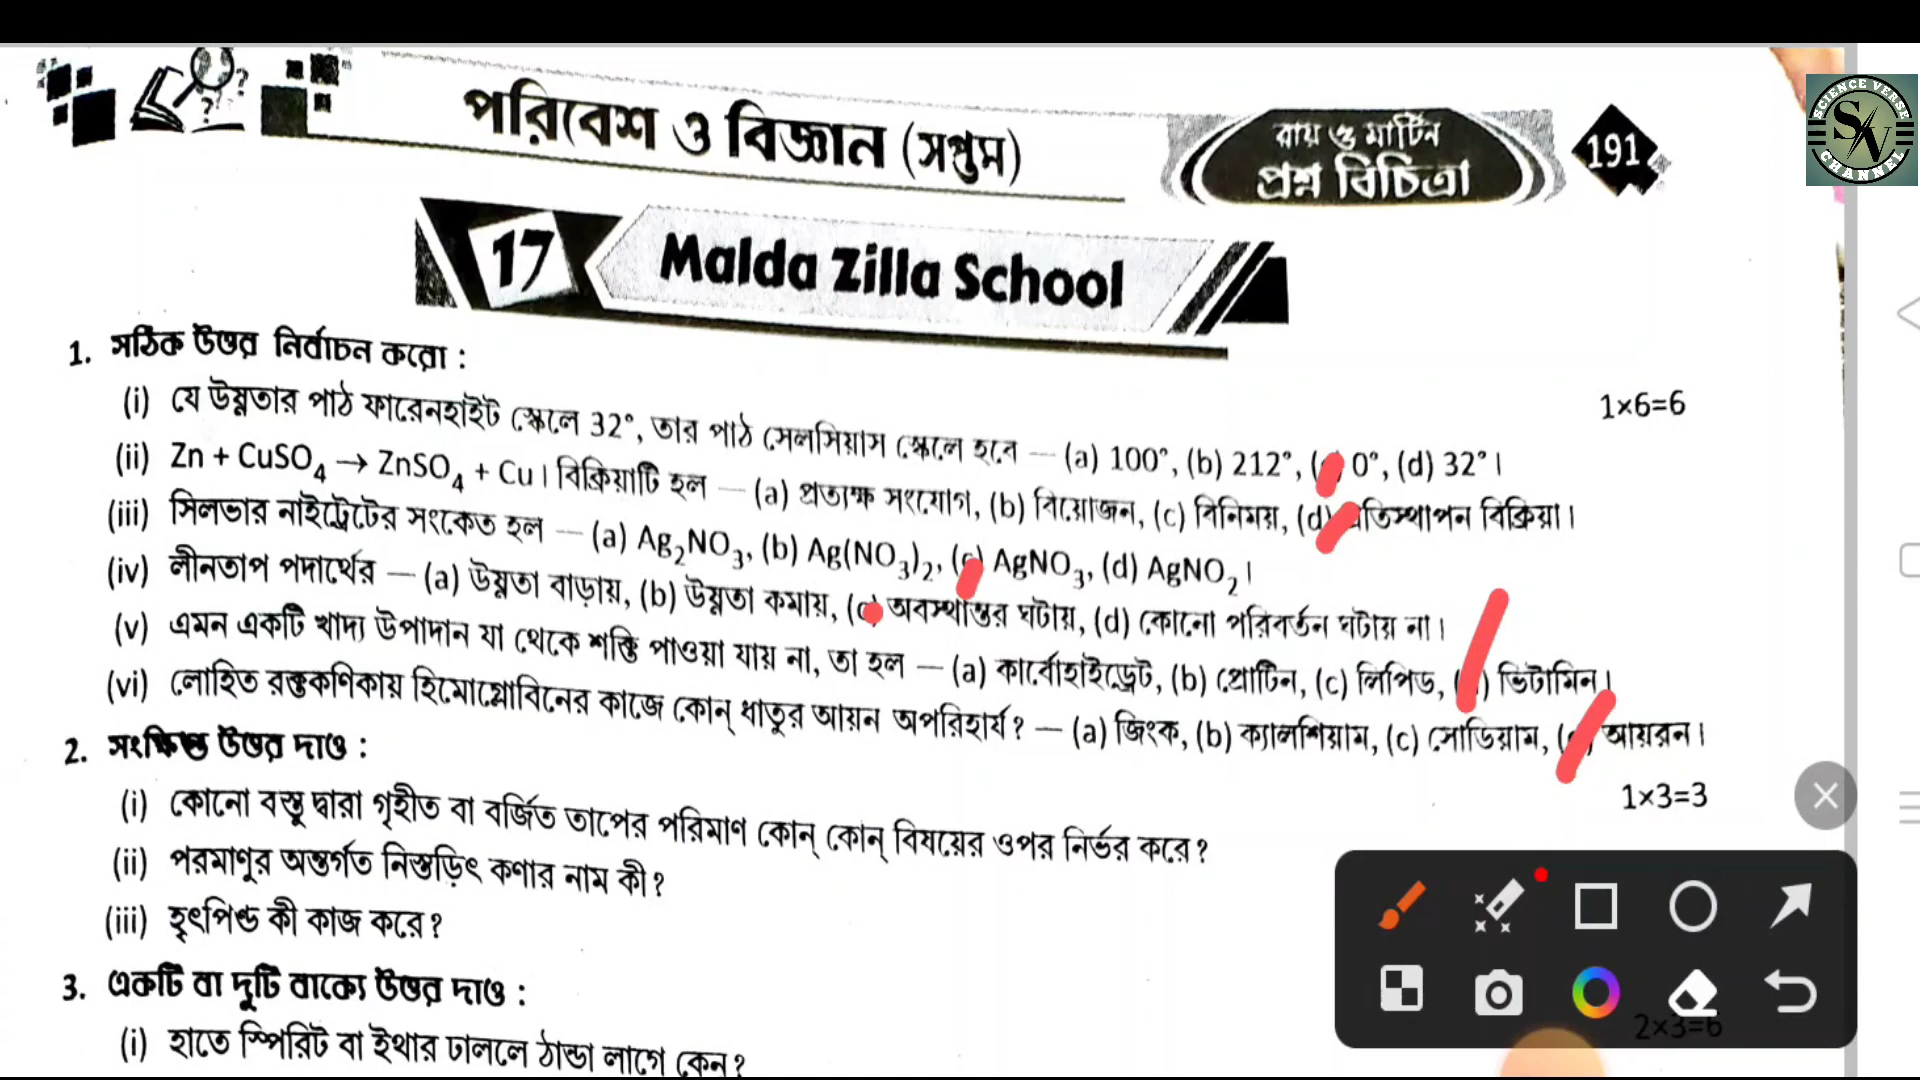 পরিবেশ ও বিজ্ঞান (সপ্তম)
রায় ও মার্টিন
প্রশ্ন বিচিত্রা
191
SCIENCE VERSE
SV
CHANNEL
17 Malda Zilla School
1. সঠিক উত্তর নির্বাচন করো :
1×6=6
(i) যে উষ্ণতার পাঠ ফারেনহাইট স্কেলে 32°, তার পাঠ সেলসিয়াস স্কেলে হবে — (a) 100°, (b) 212°, ( ) 0°, (d) 32°।
(ii) Zn + CuSO₄ → ZnSO₄ + Cu। বিক্রিয়াটি হল — (a) প্রত্যক্ষ সংযোগ, (b) বিয়োজন, (c) বিনিময়, (d) প্রতিস্থাপন বিক্রিয়া।
(iii) সিলভার নাইট্রেটের সংকেত হল — (a) Ag₂NO₃, (b) Ag(NO₃)₂, (c) AgNO₃, (d) AgNO₂।
(iv) লীনতাপ পদার্থের — (a) উষ্ণতা বাড়ায়, (b) উষ্ণতা কমায়, (c) অবস্থান্তর ঘটায়, (d) কোনো পরিবর্তন ঘটায় না।
(v) এমন একটি খাদ্য উপাদান যা থেকে শক্তি পাওয়া যায় না, তা হল — (a) কার্বোহাইড্রেট, (b) প্রোটিন, (c) লিপিড, ( ) ভিটামিন।
(vi) লোহিত রক্তকণিকায় হিমোগ্লোবিনের কাজে কোন্ ধাতুর আয়ন অপরিহার্য? — (a) জিংক, (b) ক্যালশিয়াম, (c) সোডিয়াম, ( ) আয়রন।
2. সংক্ষিপ্ত উত্তর দাও :
1×3=3
(i) কোনো বস্তু দ্বারা গৃহীত বা বর্জিত তাপের পরিমাণ কোন্ কোন্ বিষয়ের ওপর নির্ভর করে?
(ii) পরমাণুর অন্তর্গত নিস্তড়িৎ কণার নাম কী?
(iii) হৃৎপিণ্ড কী কাজ করে?
3. একটি বা দুটি বাক্যে উত্তর দাও :
2×3=6
(i) হাতে স্পিরিট বা ইথার ঢাললে ঠান্ডা লাগে কেন?